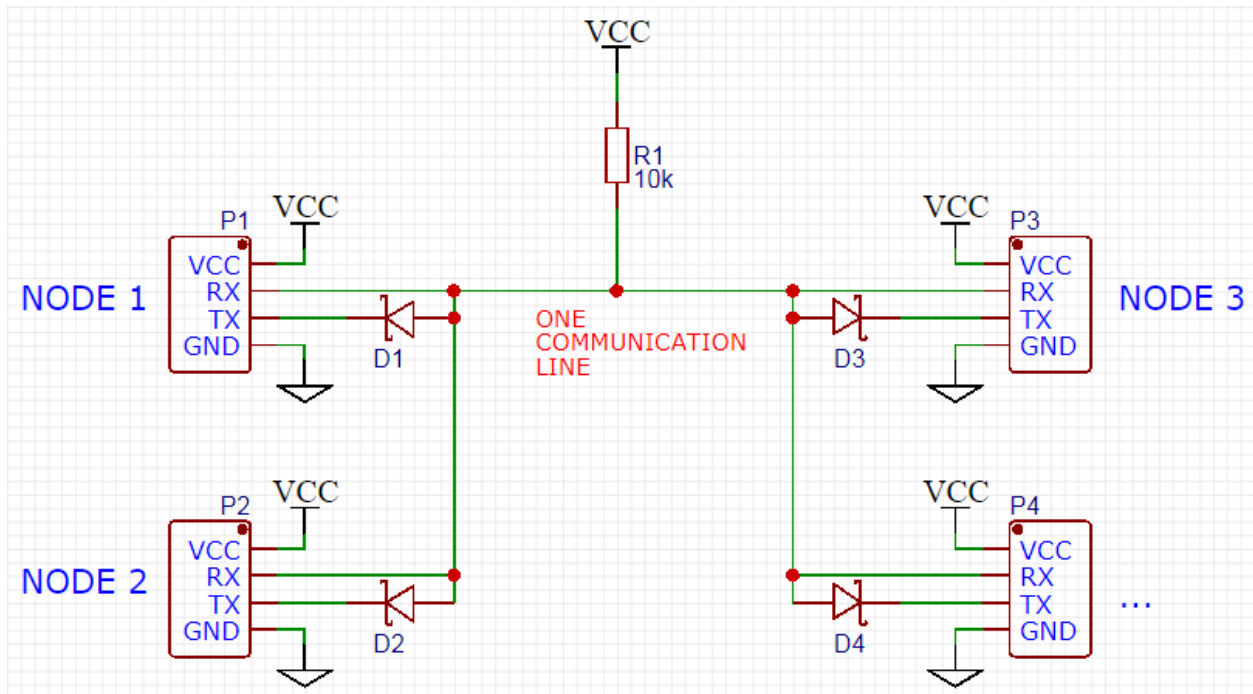 VCC
R1
10k
VCC
P1
VCC
RX
TX
GND
NODE 1
D1
ONE
COMMUNICATION
LINE
VCC
P3
VCC
RX
TX
GND
NODE 3
D3
VCC
P2
VCC
RX
TX
GND
NODE 2
D2
VCC
P4
VCC
RX
TX
GND
...
D4